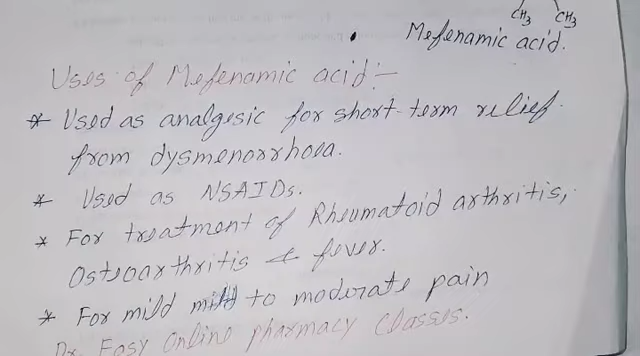 CH3 CH3
Mefenamic acid.
Uses of Mefenamic acid:-
* Used as analgesic for short-term relief
from dysmenorrhoea.
* Used as NSAIDs.
* For treatment of Rheumatoid arthritis,
Osteoarthritis & fever.
* For mild to moderate pain
Easy Online pharmacy Classes.